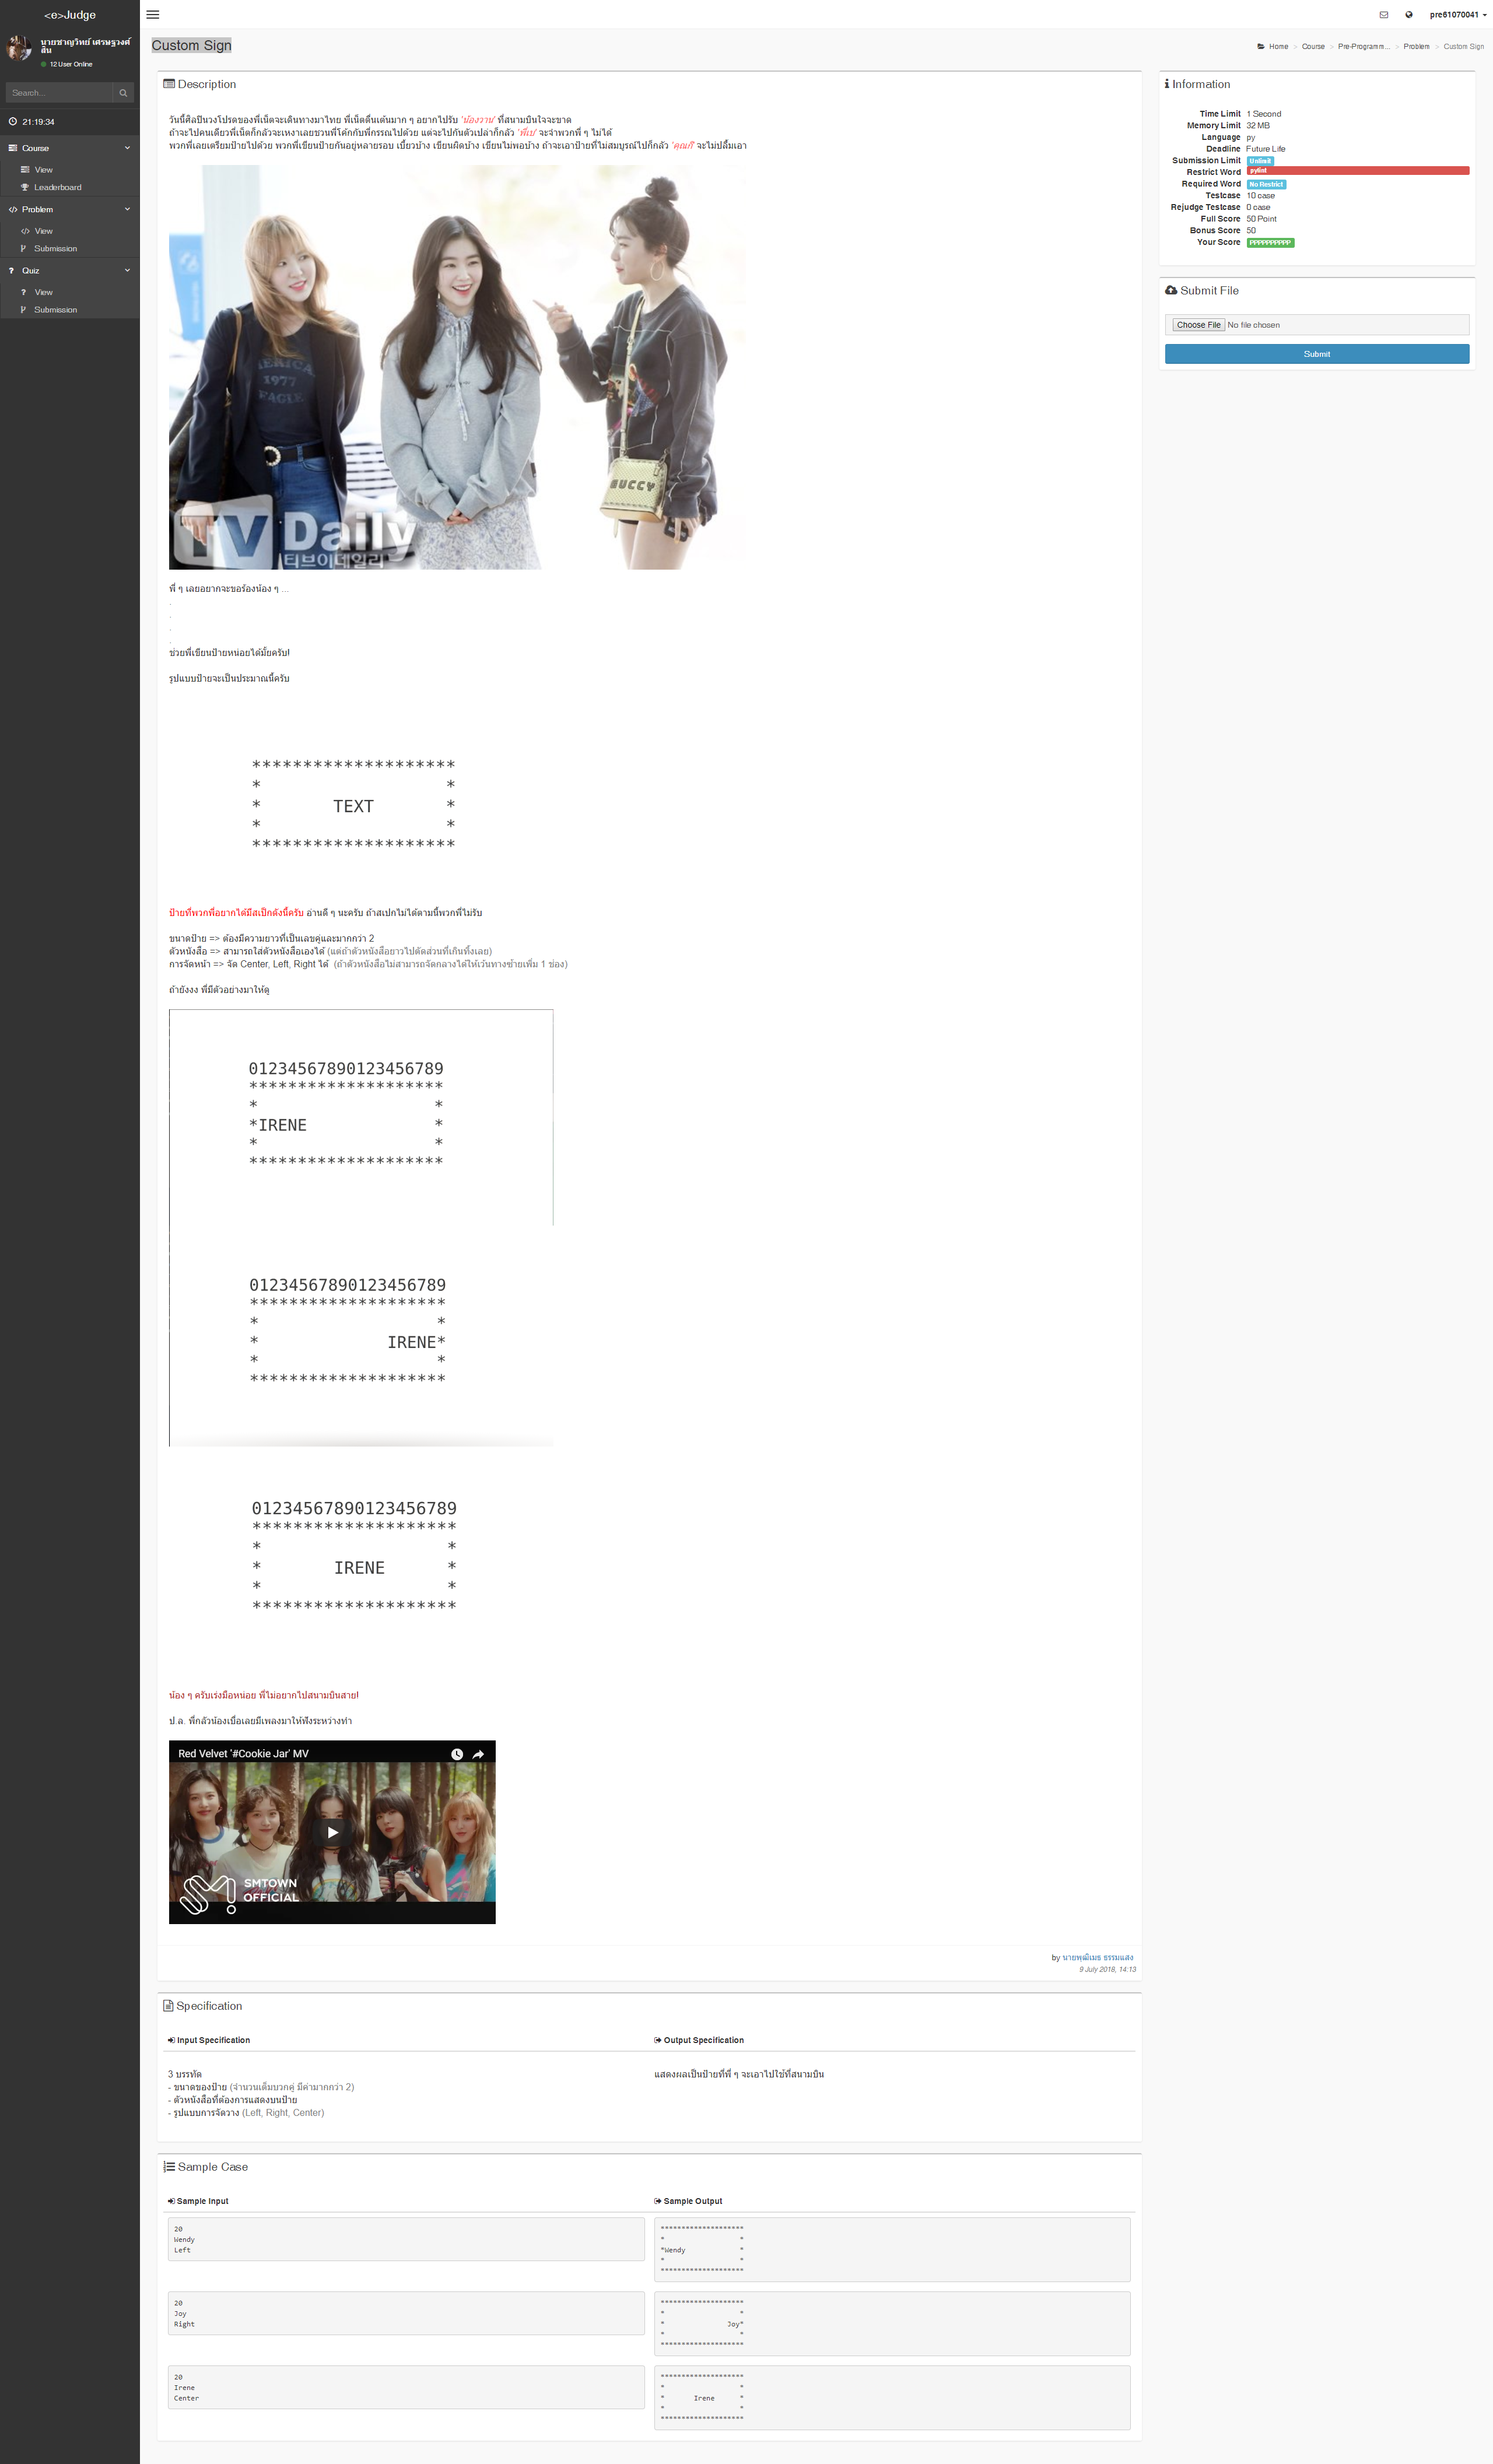 <e>Judge
pre61070041
นายชาญวิทย์ เศรษฐวงศ์
สิน
12 User Online
Search...
21:19:34
Course
View
Leaderboard
Problem
View
Submission
Quiz
View
Submission
Custom Sign
Home > Course > Pre-Programm... > Problem > Custom Sign
Description
วันนี้ศิลปินวงโปรดของพี่เน็ตจะเดินทางมาไทย พี่เน็ตตื่นเต้นมาก ๆ อยากไปรับ 'น้องวาน' ที่สนามบินใจจะขาด
ถ้าจะไปคนเดียวพี่เน็ตก็กลัวจะเหงาเลยชวนพี่โค้กกับพี่กรรณไปด้วย แต่จะไปกันตัวเปล่าก็กลัว 'พี่เบ' จะจำพวกพี่ ๆ ไม่ได้
พวกพี่เลยเตรียมป้ายไปด้วย พวกพี่เขียนป้ายกันอยู่หลายรอบ เบี้ยวบ้าง เขียนผิดบ้าง เขียนไม่พอบ้าง ถ้าจะเอาป้ายที่ไม่สมบูรณ์ไปก็กลัว 'คุณกี' จะไม่ปลื้มเอา
AMERICA
1977
EAGLE
HUCCY
TV Daily
티브이데일리
พี่ ๆ เลยอยากจะขอร้องน้อง ๆ ...
.
.
.
.
ช่วยพี่เขียนป้ายหน่อยได้มั้ยครับ!
รูปแบบป้ายจะเป็นประมาณนี้ครับ
********************
*                  *
*       TEXT       *
*                  *
********************
ป้ายที่พวกพี่อยากได้มีสเป็กดังนี้ครับ อ่านดี ๆ นะครับ ถ้าสเปกไม่ได้ตามนี้พวกพี่ไม่รับ
ขนาดป้าย => ต้องมีความยาวที่เป็นเลขคู่และมากกว่า 2
ตัวหนังสือ => สามารถใส่ตัวหนังสือเองได้ (แต่ถ้าตัวหนังสือยาวไปตัดส่วนที่เกินทิ้งเลย)
การจัดหน้า => จัด Center, Left, Right ได้ (ถ้าตัวหนังสือไม่สามารถจัดกลางได้ให้เว้นทางซ้ายเพิ่ม 1 ช่อง)
ถ้ายังงง พี่มีตัวอย่างมาให้ดู
01234567890123456789
********************
*                  *
*IRENE             *
*                  *
********************
01234567890123456789
********************
*                  *
*             IRENE*
*                  *
********************
01234567890123456789
********************
*                  *
*       IRENE      *
*                  *
********************
น้อง ๆ ครับเร่งมือหน่อย พี่ไม่อยากไปสนามบินสาย!
ป.ล. พี่กลัวน้องเบื่อเลยมีเพลงมาให้ฟังระหว่างทำ
Red Velvet '#Cookie Jar' MV
SMTOWN
OFFICIAL
by นายพุฒิเมธ ธรรมแสง
9 July 2018, 14:13
Specification
Input Specification
3 บรรทัด
- ขนาดของป้าย (จำนวนเต็มบวกคู่ มีค่ามากกว่า 2)
- ตัวหนังสือที่ต้องการแสดงบนป้าย
- รูปแบบการจัดวาง (Left, Right, Center)
Output Specification
แสดงผลเป็นป้ายที่พี่ ๆ จะเอาไปใช้ที่สนามบิน
Sample Case
Sample Input
Sample Output
20
Wendy
Left
********************
*                  *
*Wendy             *
*                  *
********************
20
Joy
Right
********************
*                  *
*               Joy*
*                  *
********************
20
Irene
Center
********************
*                  *
*       Irene      *
*                  *
********************
Information
Time Limit 1 Second
Memory Limit 32 MB
Language py
Deadline Future Life
Submission Limit Unlimit
Restrict Word pylint
Required Word No Restrict
Testcase 10 case
Rejudge Testcase 0 case
Full Score 50 Point
Bonus Score 50
Your Score PPPPPPPPPP
Submit File
Choose File No file chosen
Submit